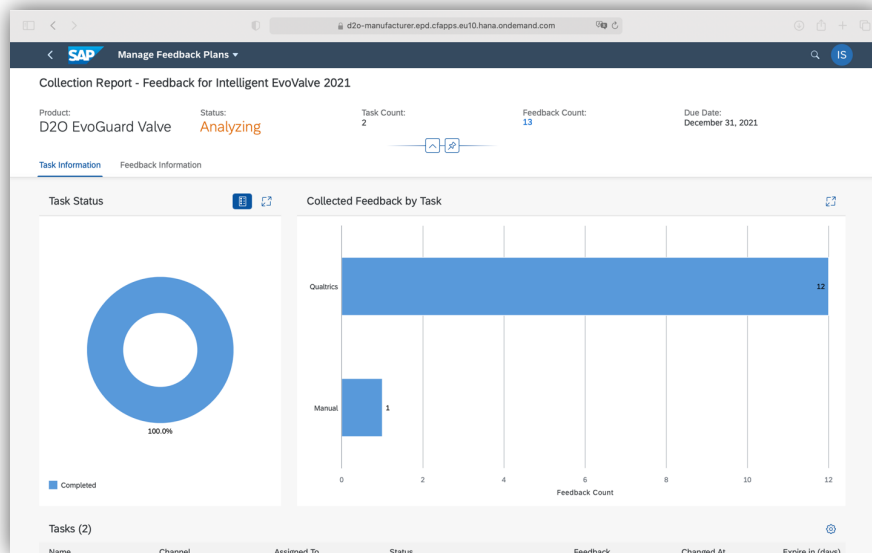 d2o-manufacturer.epd.cfapps.eu10.hana.ondemand.com
SAP Manage Feedback Plans IS
Collection Report - Feedback for Intelligent EvoValve 2021
Product: Status: Task Count: Feedback Count: Due Date:
D2O EvoGuard Valve Analyzing 2 13 December 31, 2021
Task Information Feedback Information
Task Status Collected Feedback by Task
Qualtrics 12
Manual 1
100.0%
0 2 4 6 8 10 12
Completed
Feedback Count
Tasks (2)
Name Channel Assigned To Status Feedback Changed At Expire in (days)